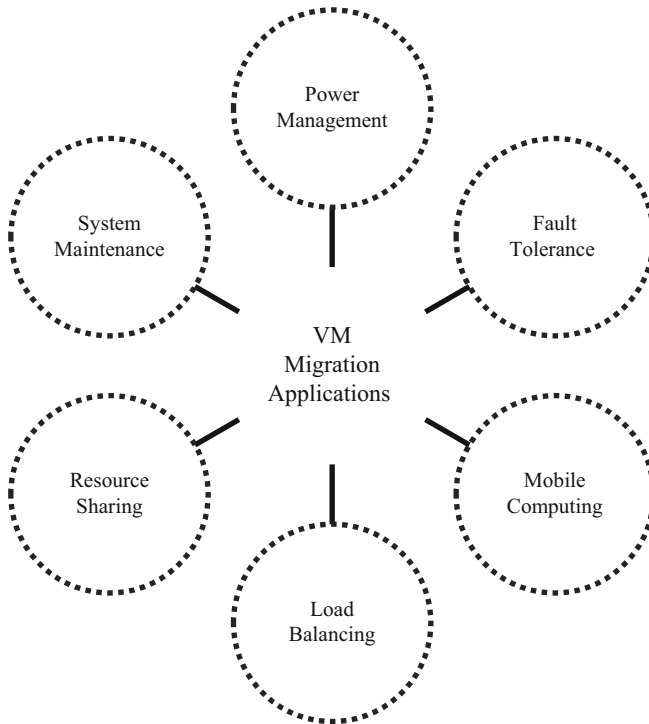 Power
Management
System
Maintenance
Fault
Tolerance
VM
Migration
Applications
Resource
Sharing
Mobile
Computing
Load
Balancing